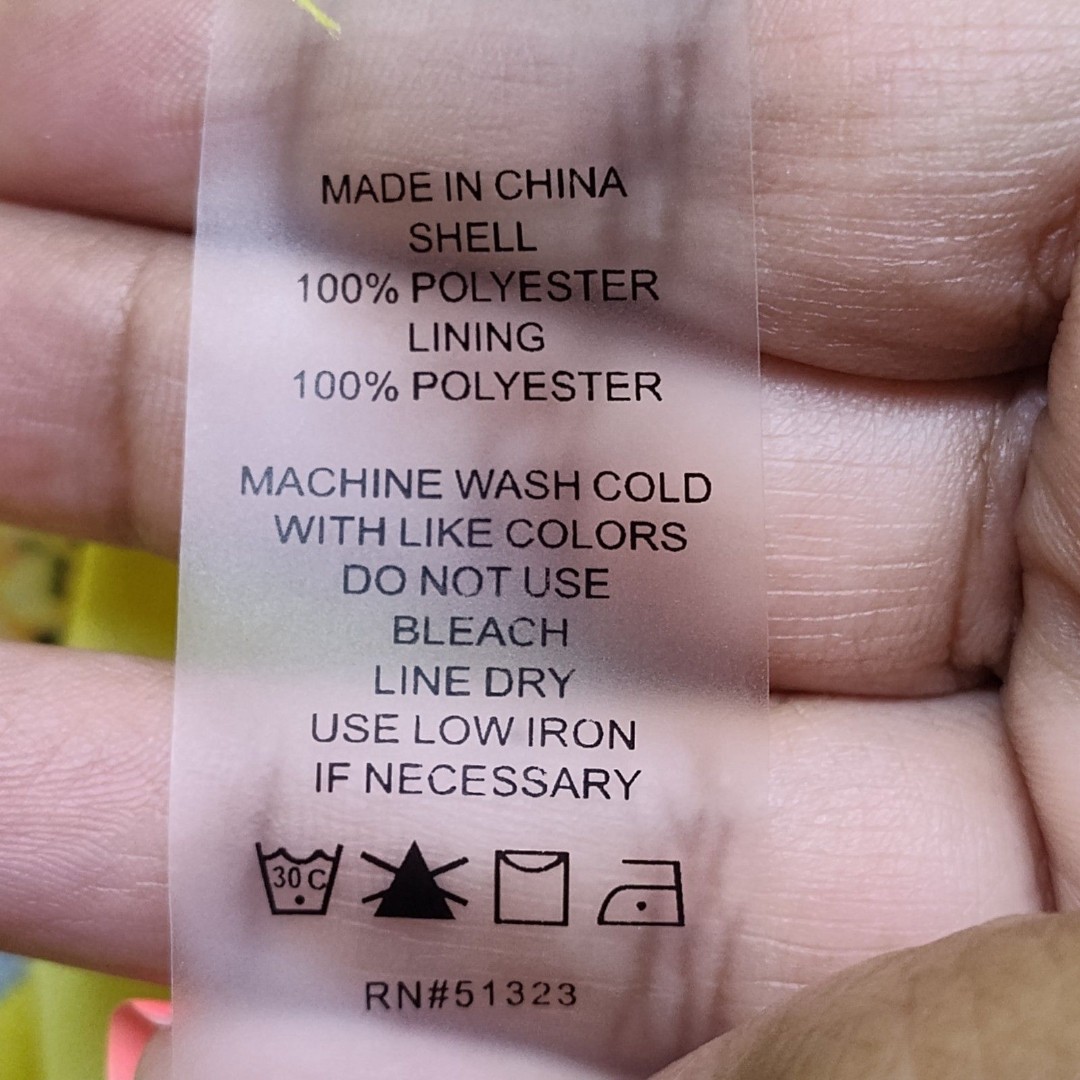 MADE IN CHINA
SHELL
100% POLYESTER
LINING
100% POLYESTER
MACHINE WASH COLD
WITH LIKE COLORS
DO NOT USE
BLEACH
LINE DRY
USE LOW IRON
IF NECESSARY
30 C
RN#51323